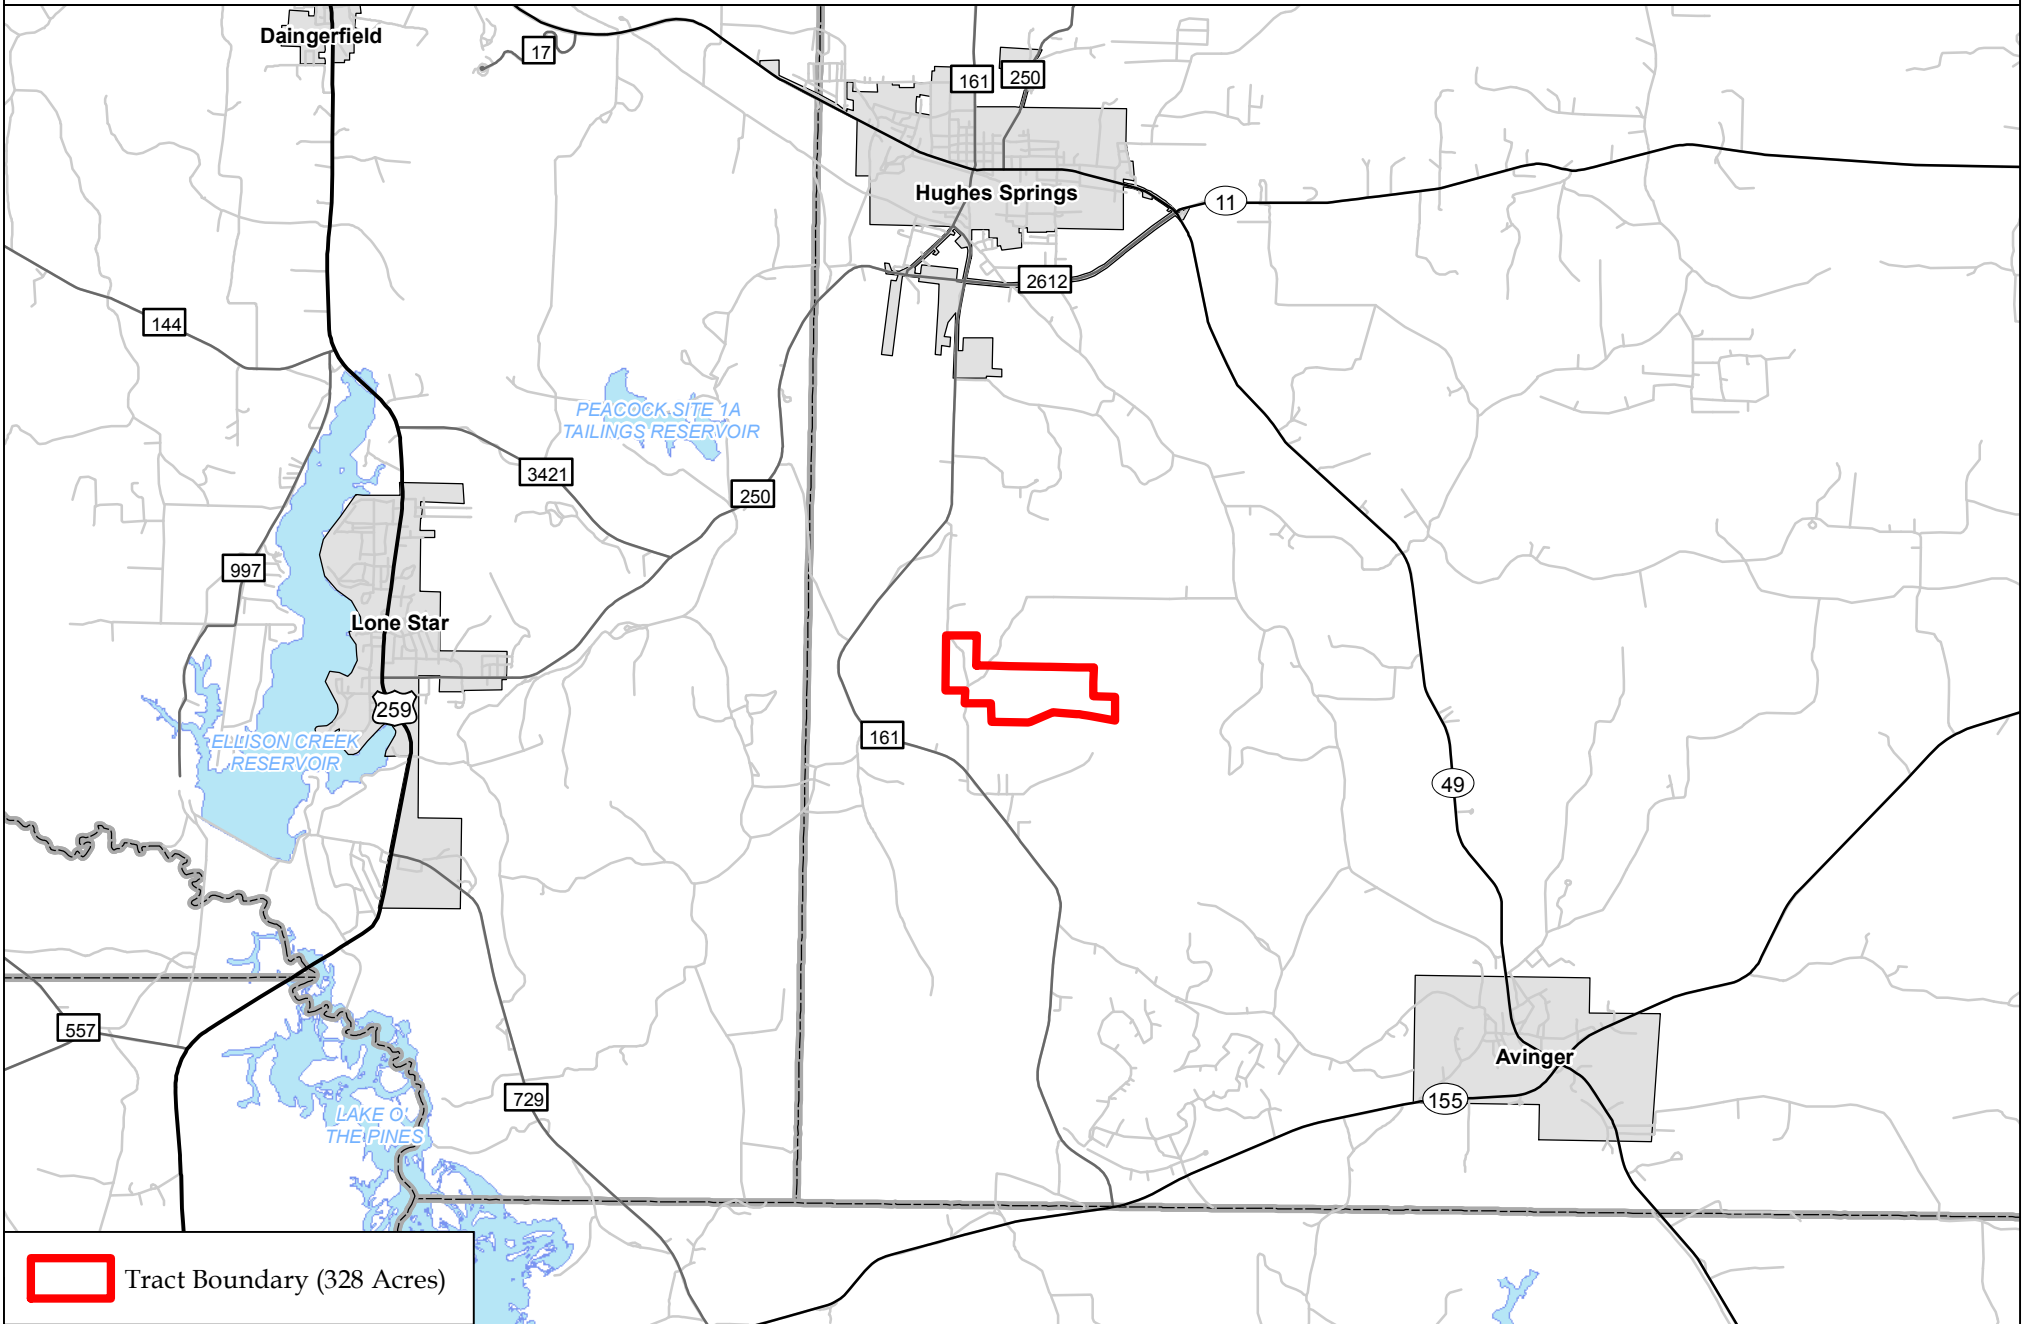 Daingerfield
17
161
250
Hughes Springs
11
2612
144
PEACOCK SITE 1A
TAILINGS RESERVOIR
3421
250
997
Lone Star
259
161
ELLISON CREEK
RESERVOIR
49
557
Avinger
729
155
LAKE O'
THE PINES
Tract Boundary (328 Acres)